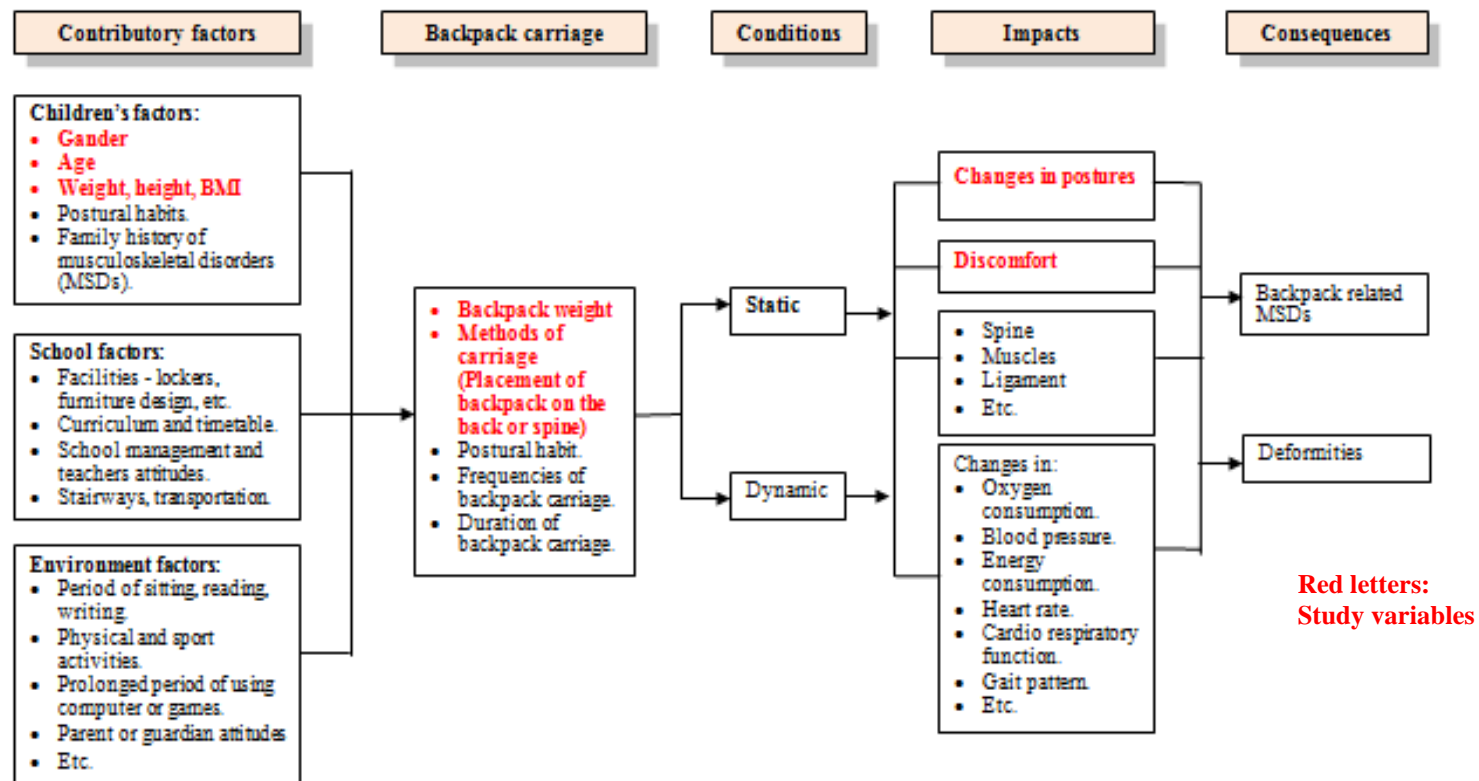 Contributory factors
Backpack carriage
Conditions
Impacts
Consequences
Children's factors:
• Gander
• Age
• Weight, height, BMI
• Postural habits.
• Family history of
musculoskeletal disorders
(MSDs).
School factors:
• Facilities - lockers,
furniture design, etc.
• Curriculum and timetable.
• School management and
teachers attitudes.
• Stairways, transportation.
Environment factors:
• Period of sitting, reading,
writing.
• Physical and sport
activities.
• Prolonged period of using
computer or games.
• Parent or guardian attitudes
• Etc.
• Backpack weight
• Methods of
carriage
(Placement of
backpack on the
back or spine)
• Postural habit.
• Frequencies of
backpack carriage.
• Duration of
backpack carriage.
Static
Dynamic
Changes in postures
Discomfort
• Spine
• Muscles
• Ligament
• Etc.
Changes in:
• Oxygen
consumption.
• Blood pressure.
• Energy
consumption.
• Heart rate.
• Cardio respiratory
function.
• Gait pattern.
• Etc.
Backpack related
MSDs
Deformities
Red letters:
Study variables